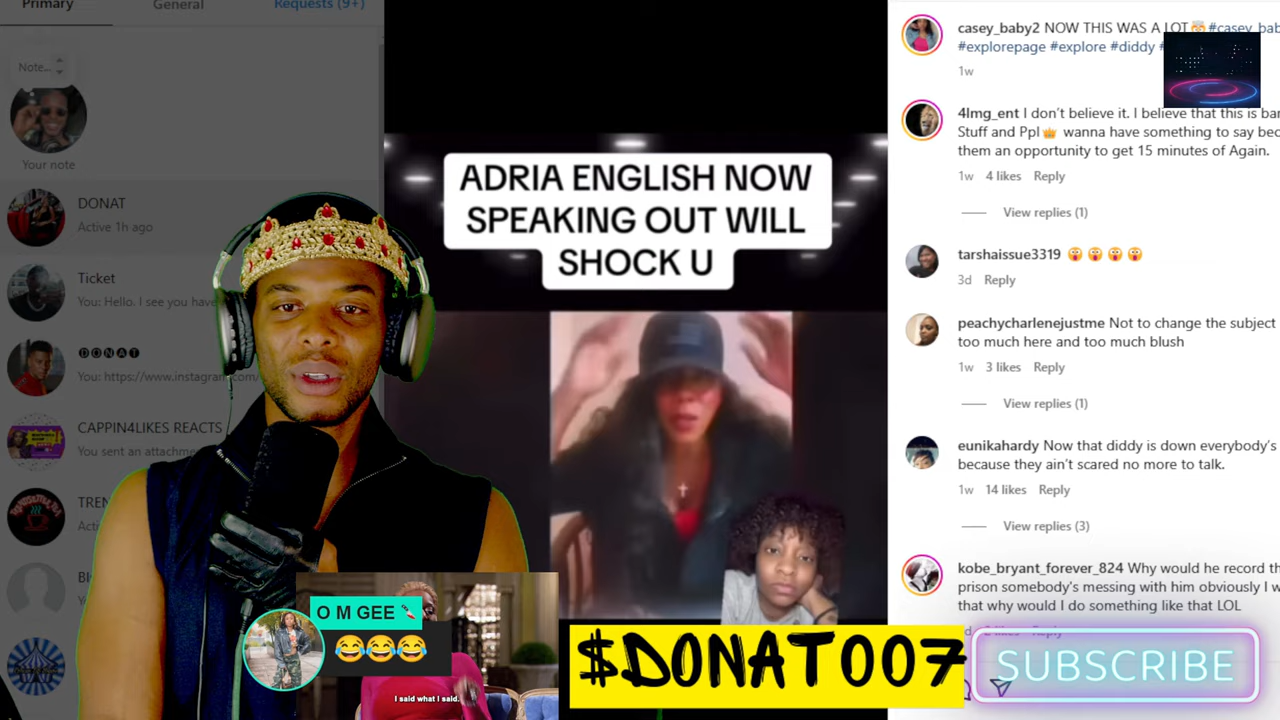 Primary
General
Requests (9+)
Note...
Your note
DONAT
Active 1h ago
Ticket
You: Hello. I see you have
DONAT
You: https://www.instagram.com/
CAPPIN4LIKES REACTS
You sent an attachme
TREN
Acti
ADRIA ENGLISH NOW
SPEAKING OUT WILL
SHOCK U
O M GEE
😂😂😂
I said what I said.
$DONAT007
SUBSCRIBE
casey_baby2 NOW THIS WAS A LOT🤯 #casey_bab
#explorepage #explore #diddy #
1w
4lmg_ent I don't believe it. I believe that this is bar
Stuff and Ppl👑 wanna have something to say bec
them an opportunity to get 15 minutes of Again.
1w 4 likes Reply
View replies (1)
tarshaissue3319 😱 😱 😱 😱
3d Reply
peachycharlenejustme Not to change the subject
too much here and too much blush
1w 3 likes Reply
View replies (1)
eunikahardy Now that diddy is down everybody's
because they ain't scared no more to talk.
1w 14 likes Reply
View replies (3)
kobe_bryant_forever_824 Why would he record th
prison somebody's messing with him obviously I w
that why would I do something like that LOL
Reply